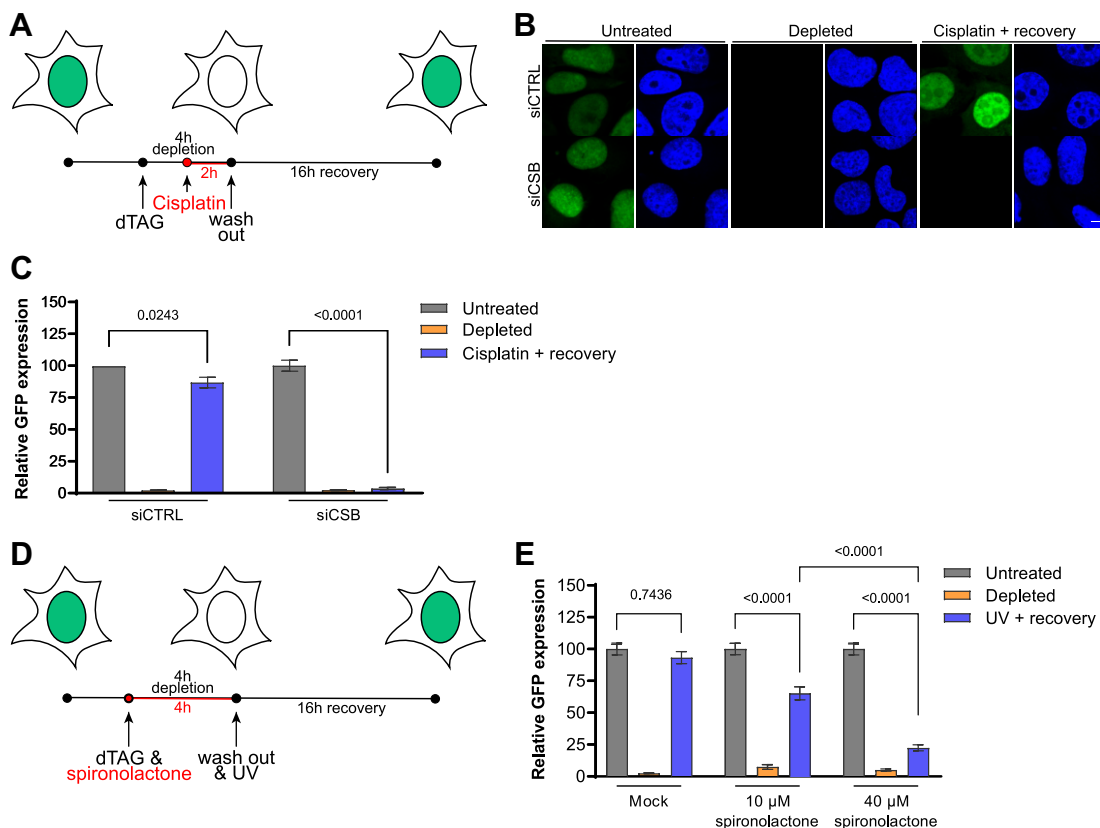 A
4h
depletion
2h
16h recovery
Cisplatin
dTAG
wash
out
B
Untreated
Depleted
Cisplatin + recovery
siCTRL
siCSB
C
Relative GFP expression
150
125
100
75
50
25
0
0.0243
<0.0001
siCTRL
siCSB
Untreated
Depleted
Cisplatin + recovery
D
4h
depletion
4h
16h recovery
dTAG &
spironolactone
wash out
& UV
E
Relative GFP expression
150
125
100
75
50
25
0
0.7436
<0.0001
<0.0001
<0.0001
Mock
10 µM
spironolactone
40 µM
spironolactone
Untreated
Depleted
UV + recovery